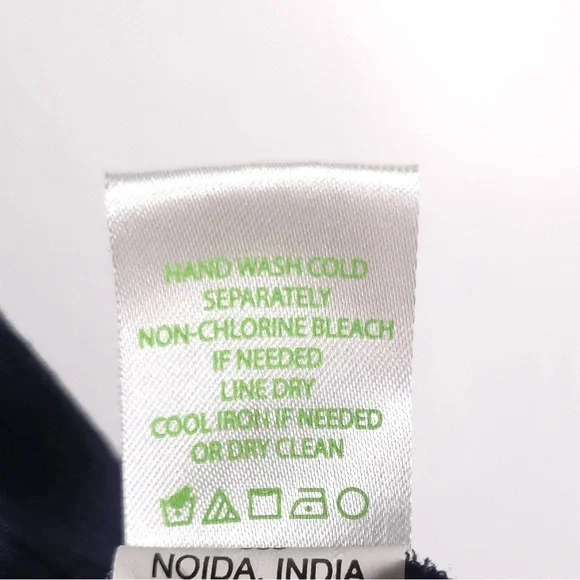 HAND WASH COLD
SEPARATELY
NON-CHLORINE BLEACH
IF NEEDED
LINE DRY
COOL IRON IF NEEDED
OR DRY CLEAN
NOIDA, INDIA